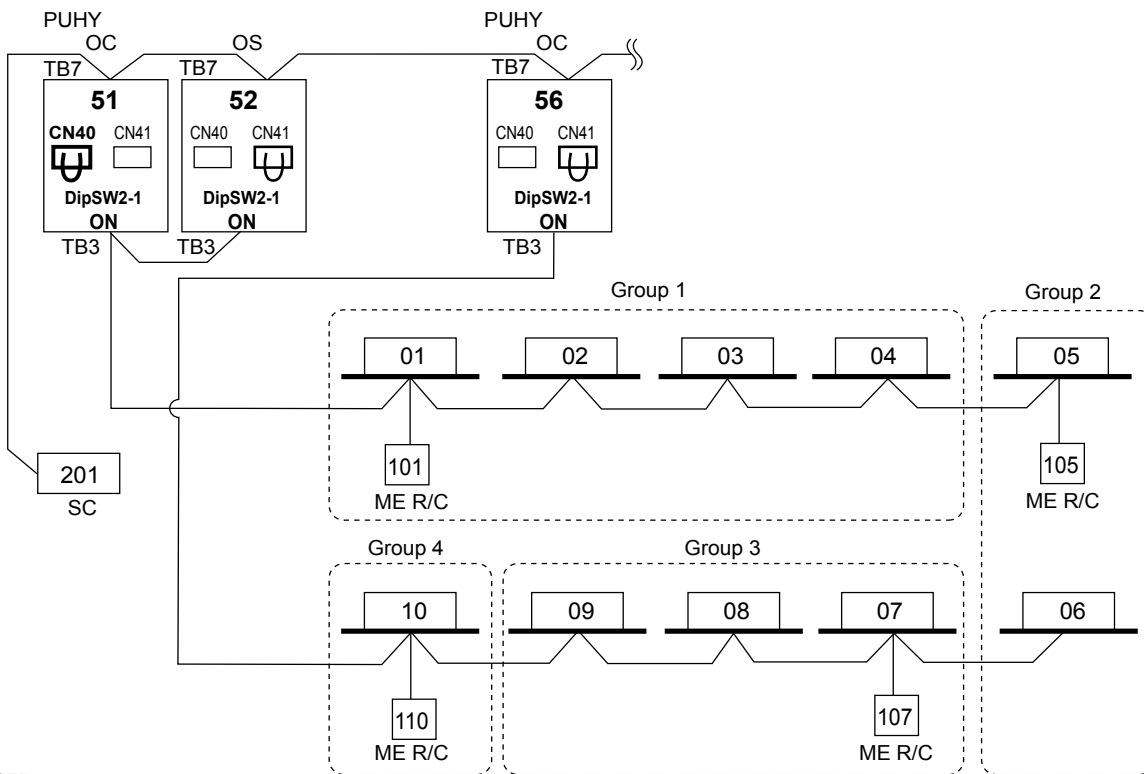 PUHY
OC
OS
PUHY
OC
TB7
TB7
TB7
51
52
56
CN40 CN41
CN40 CN41
CN40 CN41
DipSW2-1
ON
DipSW2-1
ON
DipSW2-1
ON
TB3
TB3
TB3
Group 1
Group 2
01
02
03
04
05
101
ME R/C
105
ME R/C
201
SC
Group 4
Group 3
10
09
08
07
06
110
ME R/C
107
ME R/C